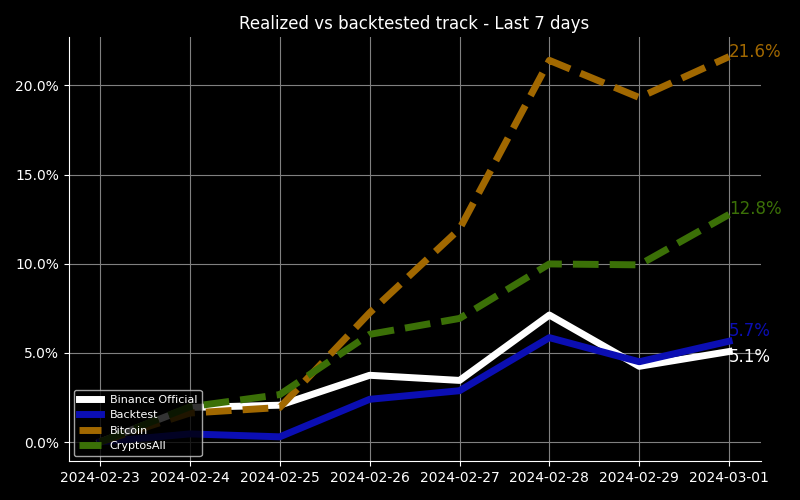 Realized vs backtested track - Last 7 days
21.6%
20.0%
15.0%
12.8%
10.0%
5.7%
5.0%
5.1%
Binance Official
Backtest
Bitcoin
CryptosAll
0.0%
2024-02-23 2024-02-24 2024-02-25 2024-02-26 2024-02-27 2024-02-28 2024-02-29 2024-03-01